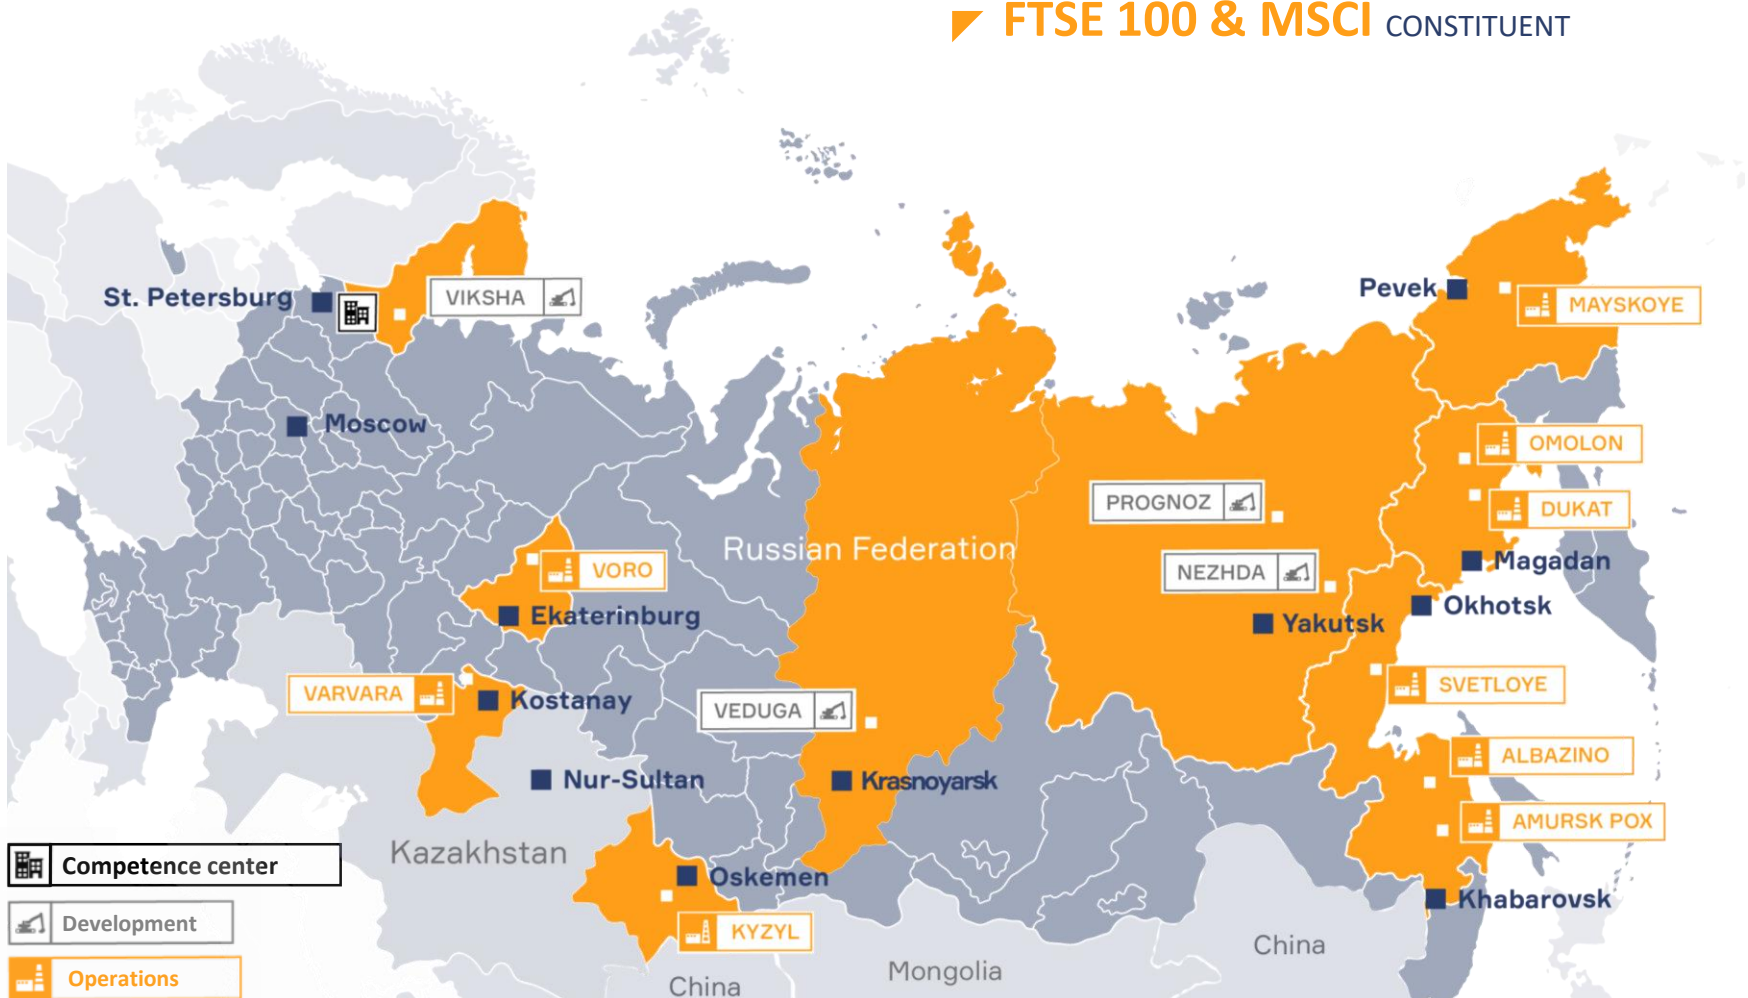 FTSE 100 & MSCI CONSTITUENT
St. Petersburg
VIKSHA
Pevek
MAYSKOYE
Moscow
OMOLON
PROGNOZ
DUKAT
Russian Federation
VORO
NEZHDA
Magadan
Okhotsk
Ekaterinburg
Yakutsk
VARVARA
Kostanay
VEDUGA
SVETLOYE
ALBAZINO
Nur-Sultan
Krasnoyarsk
AMURSK POX
Kazakhstan
Competence center
Oskemen
Khabarovsk
Development
KYZYL
China
Mongolia
Operations
China